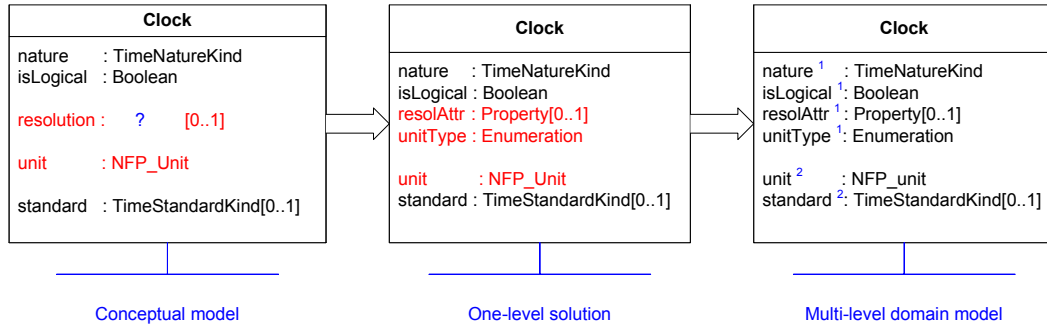 Clock
nature : TimeNatureKind
isLogical : Boolean
resolution : ? [0..1]
unit : NFP_Unit
standard : TimeStandardKind[0..1]
Conceptual model
Clock
nature : TimeNatureKind
isLogical : Boolean
resolAttr : Property[0..1]
unitType : Enumeration
unit : NFP_Unit
standard : TimeStandardKind[0..1]
One-level solution
Clock
nature 1 : TimeNatureKind
isLogical 1: Boolean
resolAttr 1 : Property[0..1]
unitType 1: Enumeration
unit 2 : NFP_unit
standard 2: TimeStandardKind[0..1]
Multi-level domain model